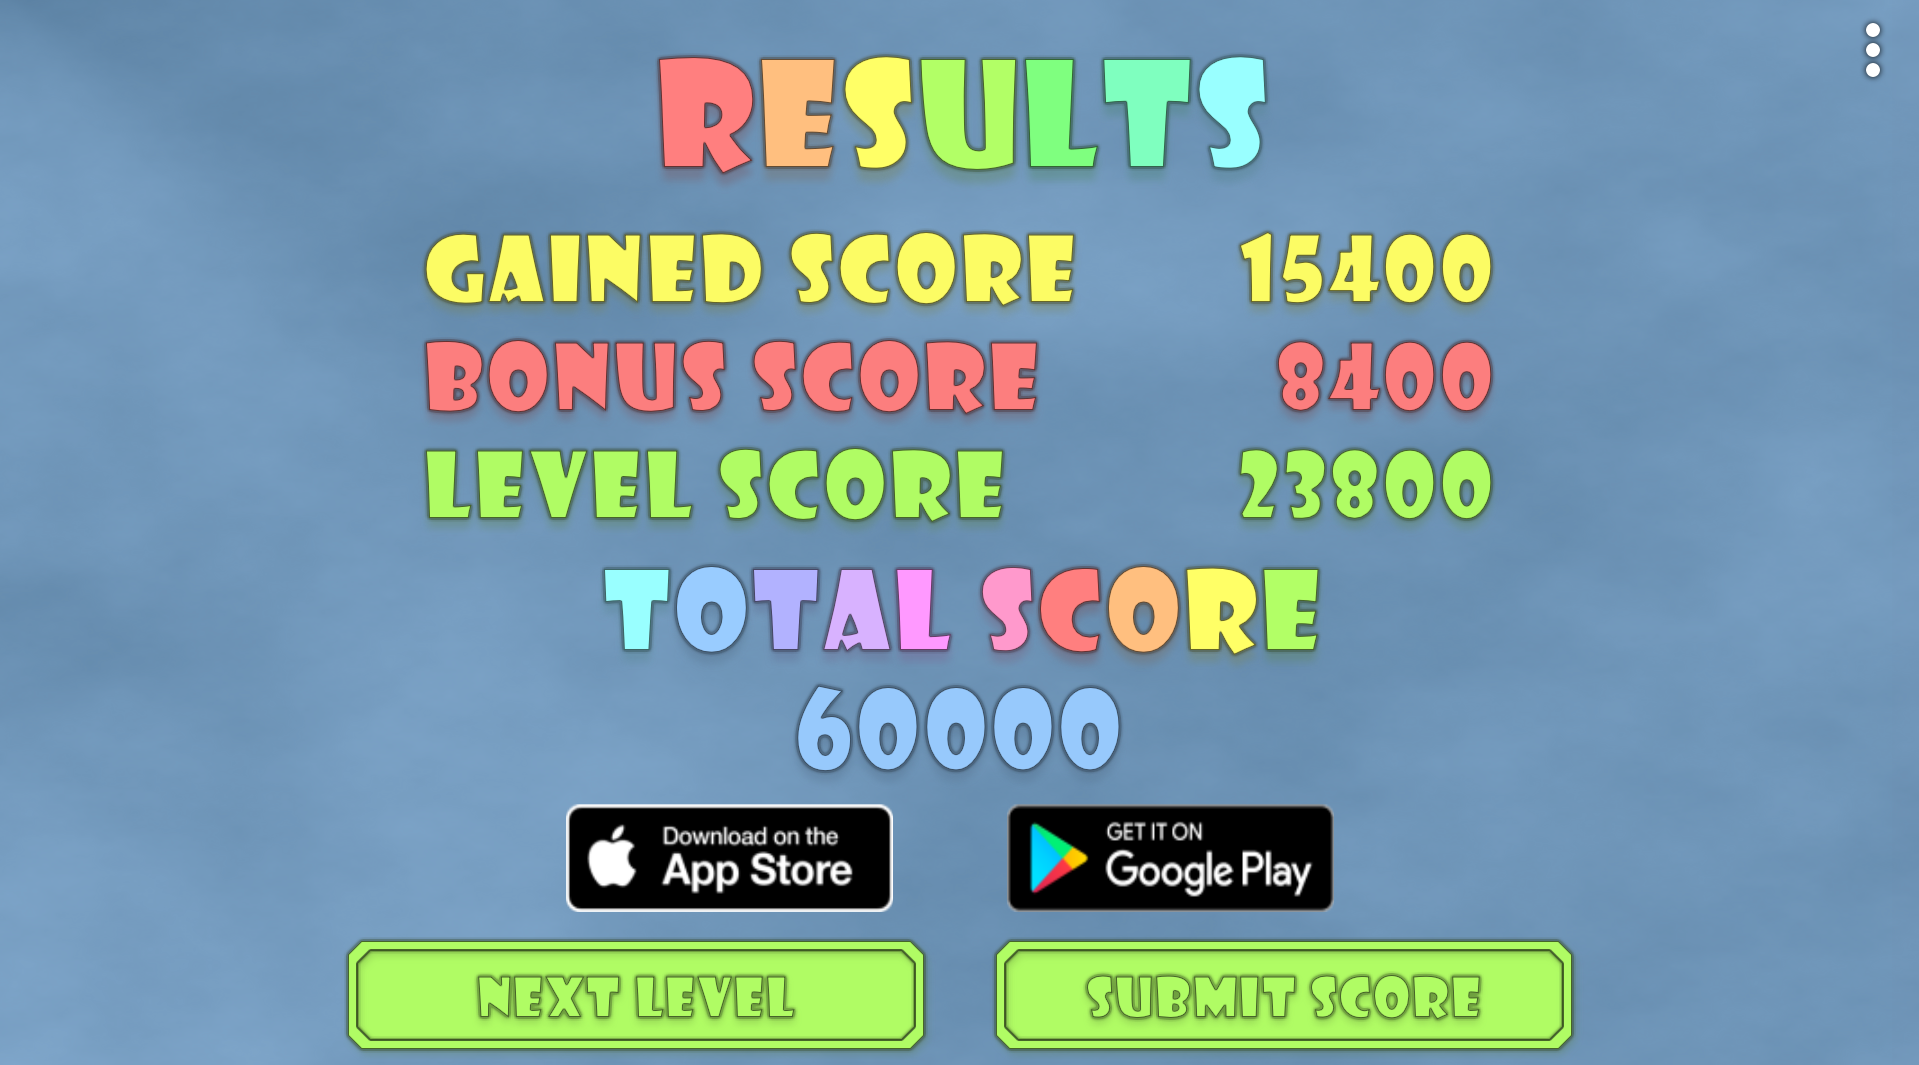 RESULTS
GAINED SCORE 15400
BONUS SCORE 8400
LEVEL SCORE 23800
TOTAL SCORE
60000
Download on the
App Store
GET IT ON
Google Play
NEXT LEVEL
SUBMIT SCORE